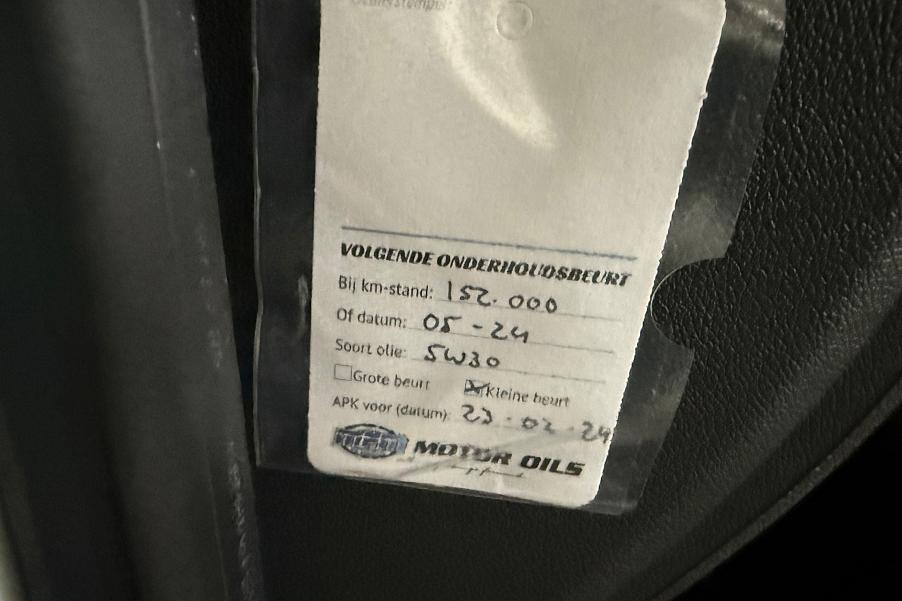 VOLGENDE ONDERHOUDSBEURT
Bij km-stand: 152.000
Of datum: 05-24
Soort olie: 5W30
Grote beurt Kleine beurt
APK voor (datum): 23-02-24
MOTOR OILS